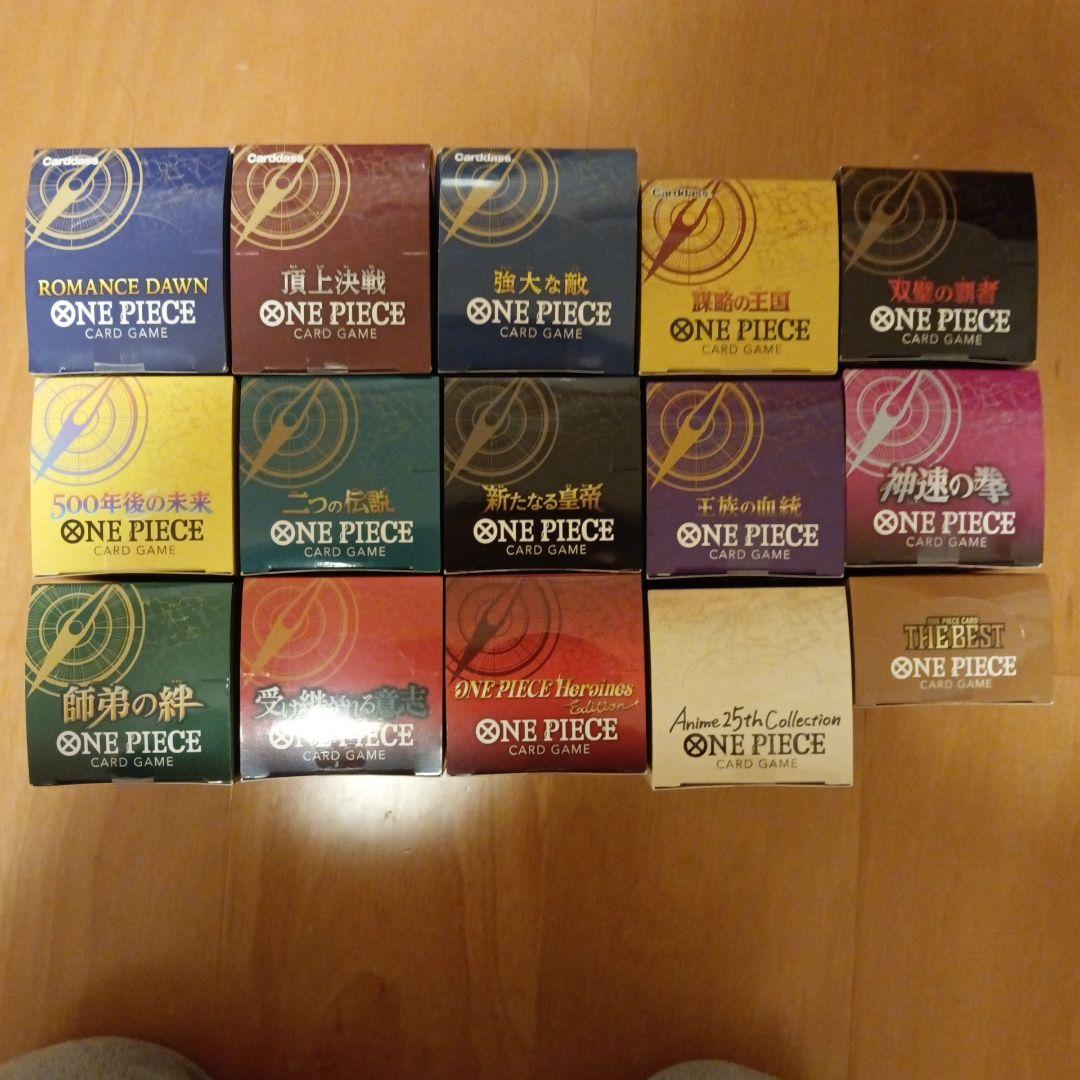 Carddass
ROMANCE DAWN
ONE PIECE
CARD GAME
Carddass
頂上決戦
ONE PIECE
CARD GAME
Carddass
強大な敵
ONE PIECE
CARD GAME
Carddass
謀略の王国
ONE PIECE
CARD GAME
双璧の覇者
ONE PIECE
CARD GAME
500年後の未来
ONE PIECE
CARD GAME
二つの伝説
ONE PIECE
CARD GAME
新たなる皇帝
ONE PIECE
CARD GAME
王族の血統
ONE PIECE
CARD GAME
神速の拳
ONE PIECE
CARD GAME
師弟の絆
ONE PIECE
CARD GAME
受け継がれる意志
ONE PIECE
CARD GAME
ONE PIECE Heroines
Edition
ONE PIECE
CARD GAME
Anime 25th Collection
ONE PIECE
CARD GAME
ONE PIECE CARD
THE BEST
ONE PIECE
CARD GAME